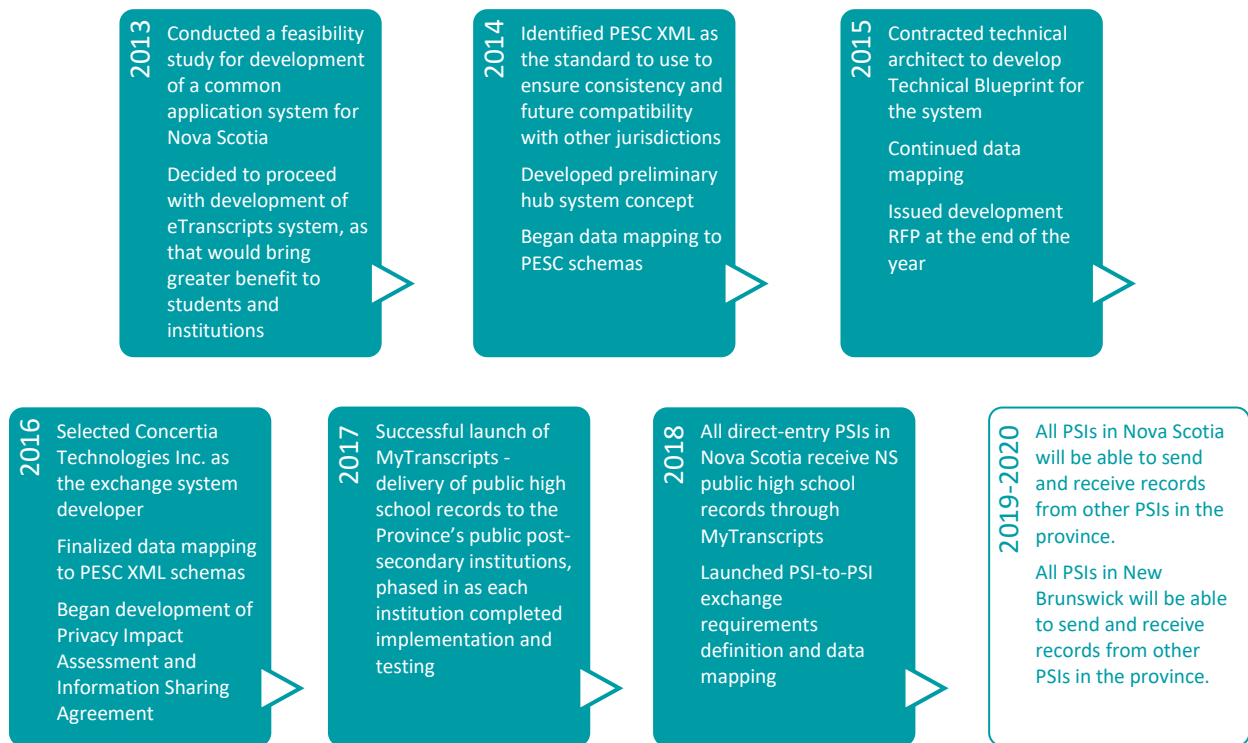 2013
Conducted a feasibility
study for development
of a common
application system for
Nova Scotia
Decided to proceed
with development of
eTranscripts system, as
that would bring
greater benefit to
students and
institutions
2014
Identified PESC XML as
the standard to use to
ensure consistency and
future compatibility
with other jurisdictions
Developed preliminary
hub system concept
Began data mapping to
PESC schemas
2015
Contracted technical
architect to develop
Technical Blueprint for
the system
Continued data
mapping
Issued development
RFP at the end of the
year
2016
Selected Concertia
Technologies Inc. as
the exchange system
developer
Finalized data mapping
to PESC XML schemas
Began development of
Privacy Impact
Assessment and
Information Sharing
Agreement
2017
Successful launch of
MyTranscripts -
delivery of public high
school records to the
Province's public post-
secondary institutions,
phased in as each
institution completed
implementation and
testing
2018
All direct-entry PSIs in
Nova Scotia receive NS
public high school
records through
MyTranscripts
Launched PSI-to-PSI
exchange
requirements
definition and data
mapping
2019-2020
All PSIs in Nova Scotia
will be able to send
and receive records
from other PSIs in the
province.
All PSIs in New
Brunswick will be able
to send and receive
records from other
PSIs in the province.